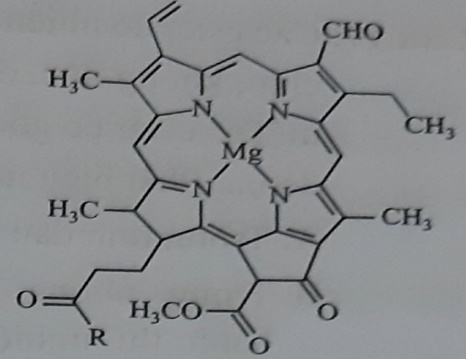 CHO
H₃C
N N
CH₃
Mg
H₃C N N
CH₃
O H₃CO
R O O